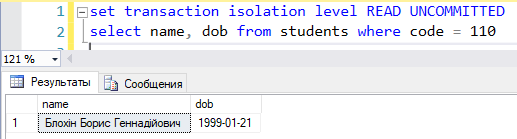 1 set transaction isolation level READ UNCOMMITTED
2 select name, dob from students where code = 110
121 %
Результаты Сообщения
name dob
1 Блохін Борис Геннадійович 1999-01-21